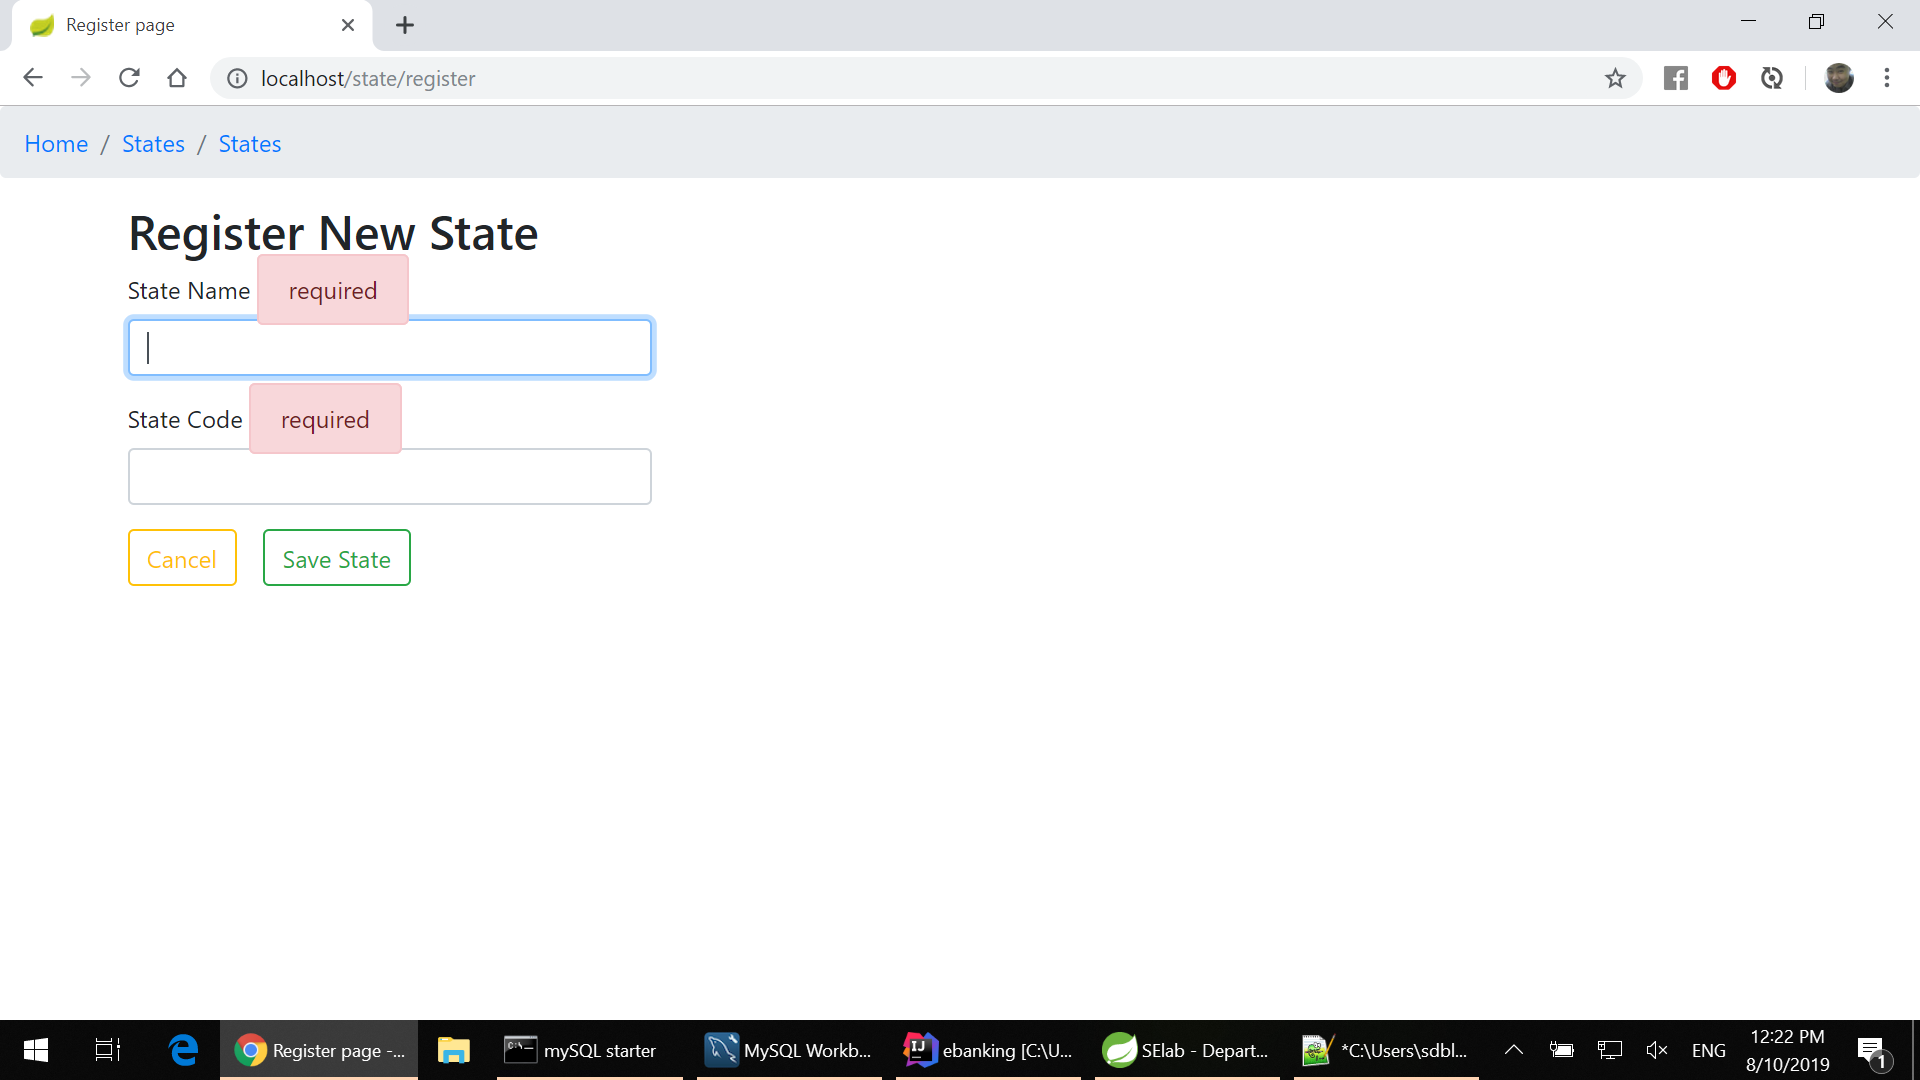 Register page
localhost/state/register
Home / States / States
Register New State
State Name required
State Code required
Cancel Save State
Register page -... mySQL starter MySQL Workb... ebanking [C:\U... SElab - Depart... *C:\Users\sdbl... ENG 12:22 PM
8/10/2019
1